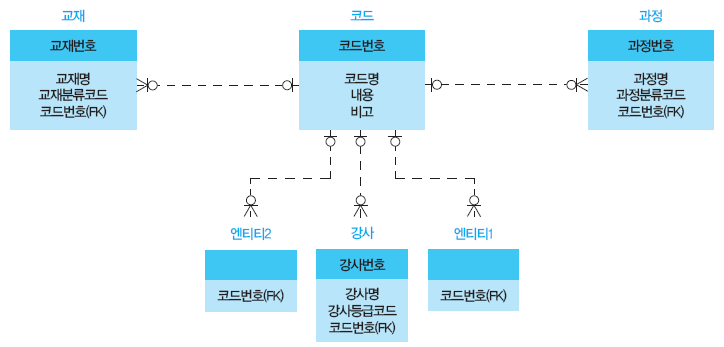 교재
코드
과정
교재번호
코드번호
과정번호
교재명
교재분류코드
코드번호(FK)
코드명
내용
비고
과정명
과정분류코드
코드번호(FK)
엔티티2
강사
엔티티1
코드번호(FK)
강사번호
강사명
강사등급코드
코드번호(FK)
코드번호(FK)